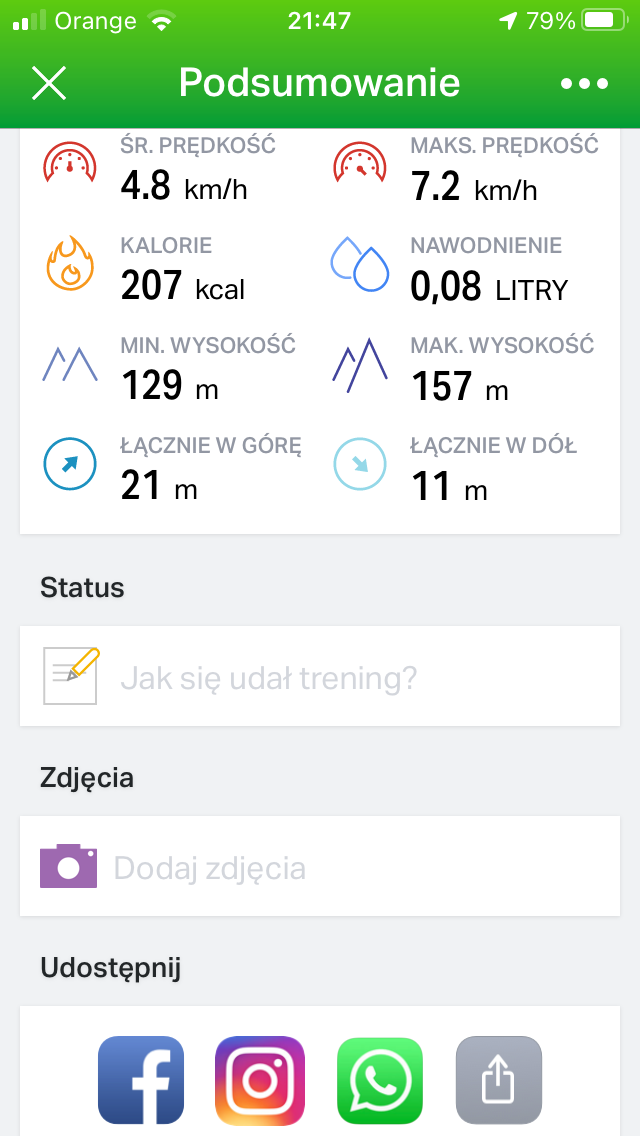 Orange 21:47 79%
Podsumowanie
ŚR. PRĘDKOŚĆ MAKS. PRĘDKOŚĆ
4.8 km/h 7.2 km/h
KALORIE NAWODNIENIE
207 kcal 0,08 LITRY
MIN. WYSOKOŚĆ MAK. WYSOKOŚĆ
129 m 157 m
ŁĄCZNIE W GÓRĘ ŁĄCZNIE W DÓŁ
21 m 11 m
Status
Jak się udał trening?
Zdjęcia
Dodaj zdjęcia
Udostępnij